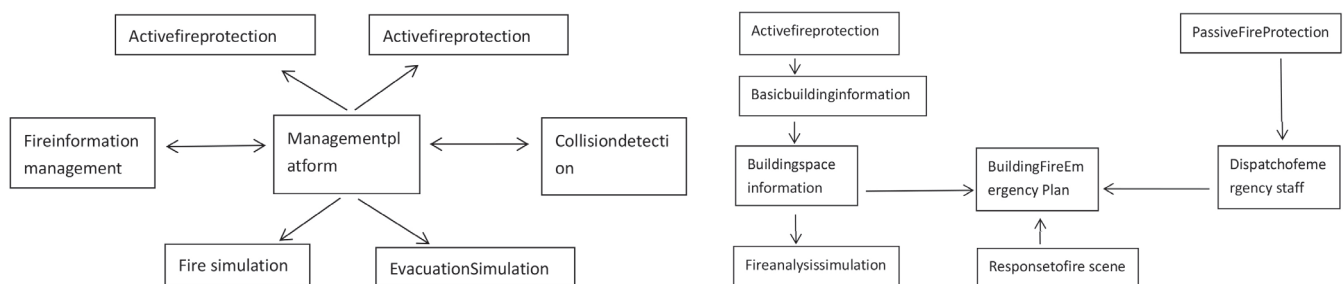 Activefireprotection
Activefireprotection
Fireinformation
management
Managementpl
atform
Collisiondetecti
on
Fire simulation
EvacuationSimulation
Activefireprotection
PassiveFireProtection
Basicbuildinginformation
Buildingspace
information
BuildingFireEm
ergency Plan
Dispatchofeme
rgency staff
Fireanalysissimulation
Responsetofire scene